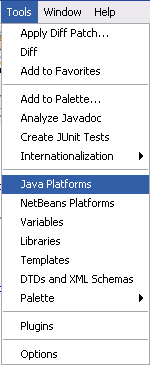 Tools Window Help
Apply Diff Patch...
Diff
Add to Favorites
Add to Palette...
Analyze Javadoc
Create JUnit Tests
Internationalization
Java Platforms
NetBeans Platforms
Variables
Libraries
Templates
DTDs and XML Schemas
Palette
Plugins
Options